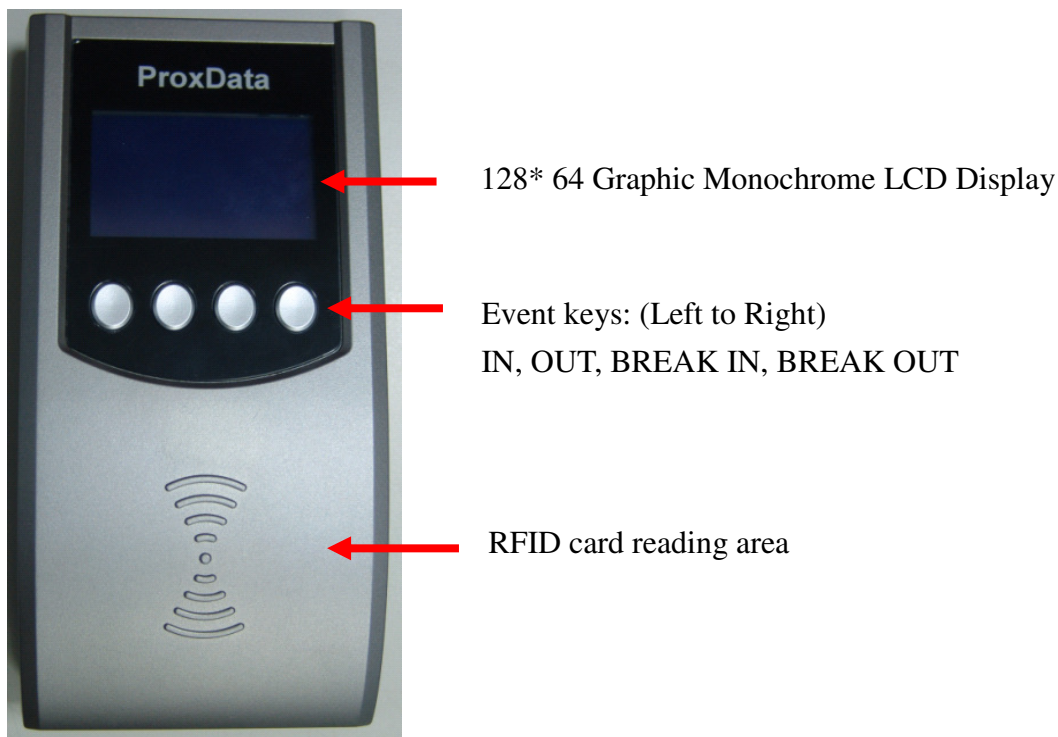 ProxData
128* 64 Graphic Monochrome LCD Display
Event keys: (Left to Right)
IN, OUT, BREAK IN, BREAK OUT
RFID card reading area